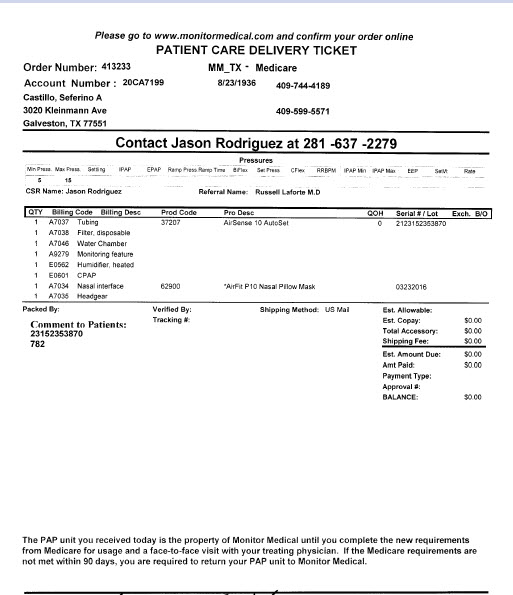 Please go to www.monitormedical.com and confirm your order online
PATIENT CARE DELIVERY TICKET
Order Number: 413233 MM_TX - Medicare
Account Number : 20CA7199 8/23/1936 409-744-4189
Castillo, Seferino A
3020 Kleinmann Ave 409-599-5571
Galveston, TX 77551
Contact Jason Rodriguez at 281 -637 -2279
Pressures
Min Press. Max Press. Setting IPAP EPAP Ramp Press Ramp Time BiFlex Set Press CFlex RRBPM IPAP Min IPAP Max EEP SetVt Rate
5 15
CSR Name: Jason Rodriguez Referral Name: Russell Laforte M.D
QTY Billing Code Billing Desc Prod Code Pro Desc QOH Serial # / Lot Exch. B/O
1 A7037 Tubing 37207 AirSense 10 AutoSet 0 2123152353870
1 A7038 Filter, disposable
1 A7046 Water Chamber
1 A9279 Monitoring feature
1 E0562 Humidifier, heated
1 E0601 CPAP
1 A7034 Nasal interface 62900 *AirFit P10 Nasal Pillow Mask 03232016
1 A7035 Headgear
Packed By: Verified By: Shipping Method: US Mail Est. Allowable:
Tracking #: Est. Copay: $0.00
Comment to Patients: Total Accessory: $0.00
23152353870 Shipping Fee: $0.00
782 Est. Amount Due: $0.00
Amt Paid: $0.00
Payment Type:
Approval #:
BALANCE: $0.00
The PAP unit you received today is the property of Monitor Medical until you complete the new requirements
from Medicare for usage and a face-to-face visit with your treating physician. If the Medicare requirements are
not met within 90 days, you are required to return your PAP unit to Monitor Medical.